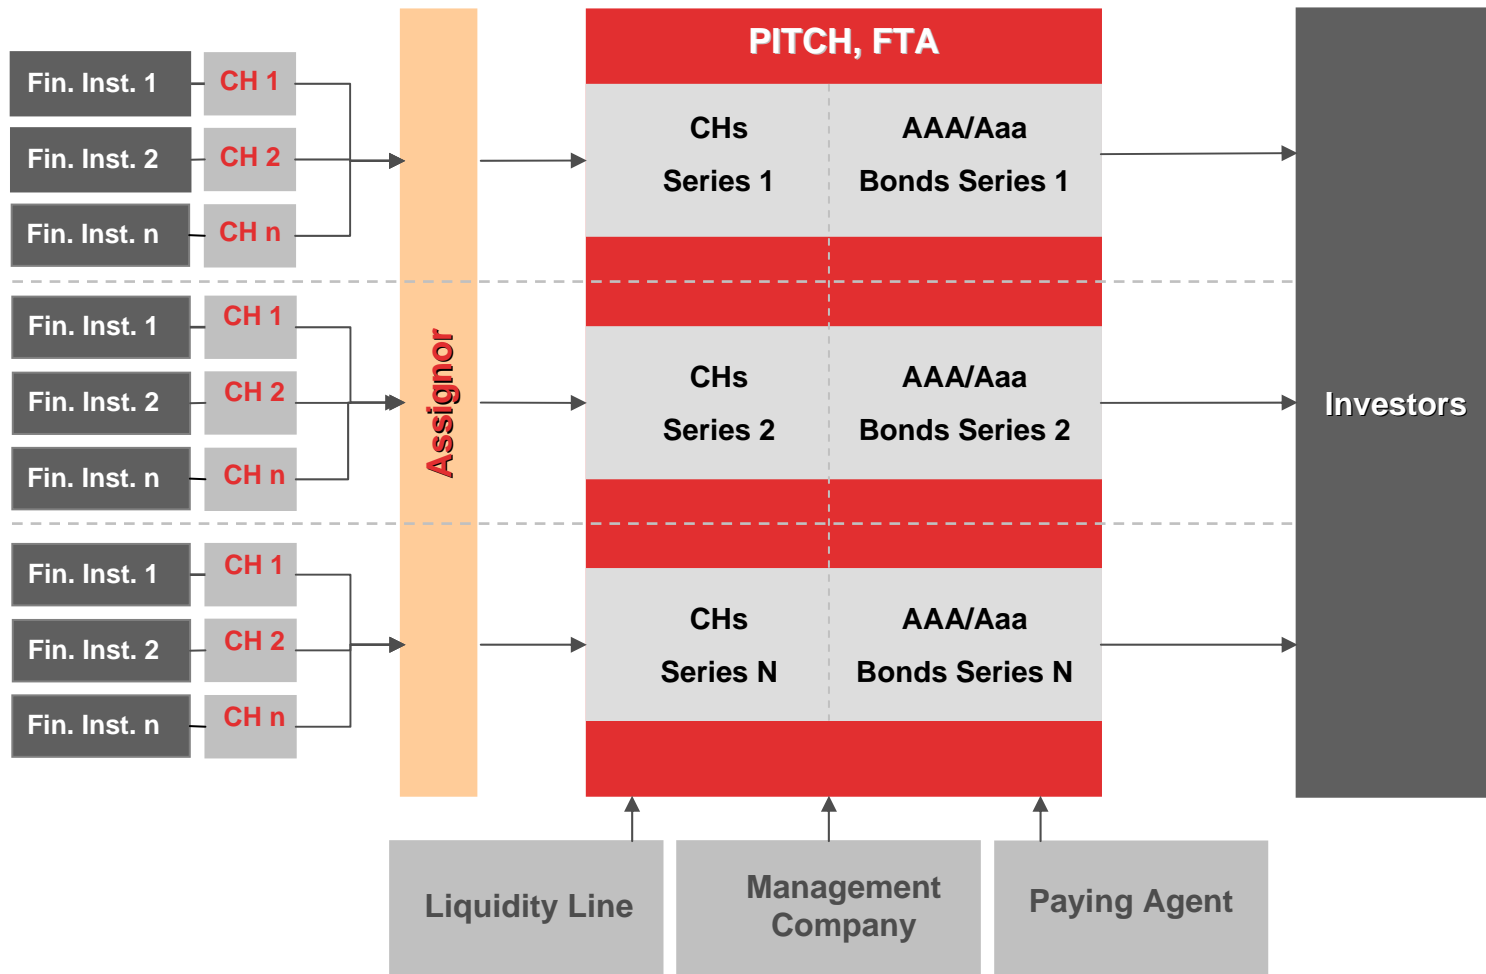 PITCH, FTA
Fin. Inst. 1
CH 1
Fin. Inst. 2
CH 2
Fin. Inst. n
CH n
CHs
Series 1
AAA/Aaa
Bonds Series 1
Fin. Inst. 1
CH 1
Fin. Inst. 2
CH 2
Fin. Inst. n
CH n
Assignor
CHs
Series 2
AAA/Aaa
Bonds Series 2
Investors
Fin. Inst. 1
CH 1
Fin. Inst. 2
CH 2
Fin. Inst. n
CH n
CHs
Series N
AAA/Aaa
Bonds Series N
Liquidity Line
Management
Company
Paying Agent